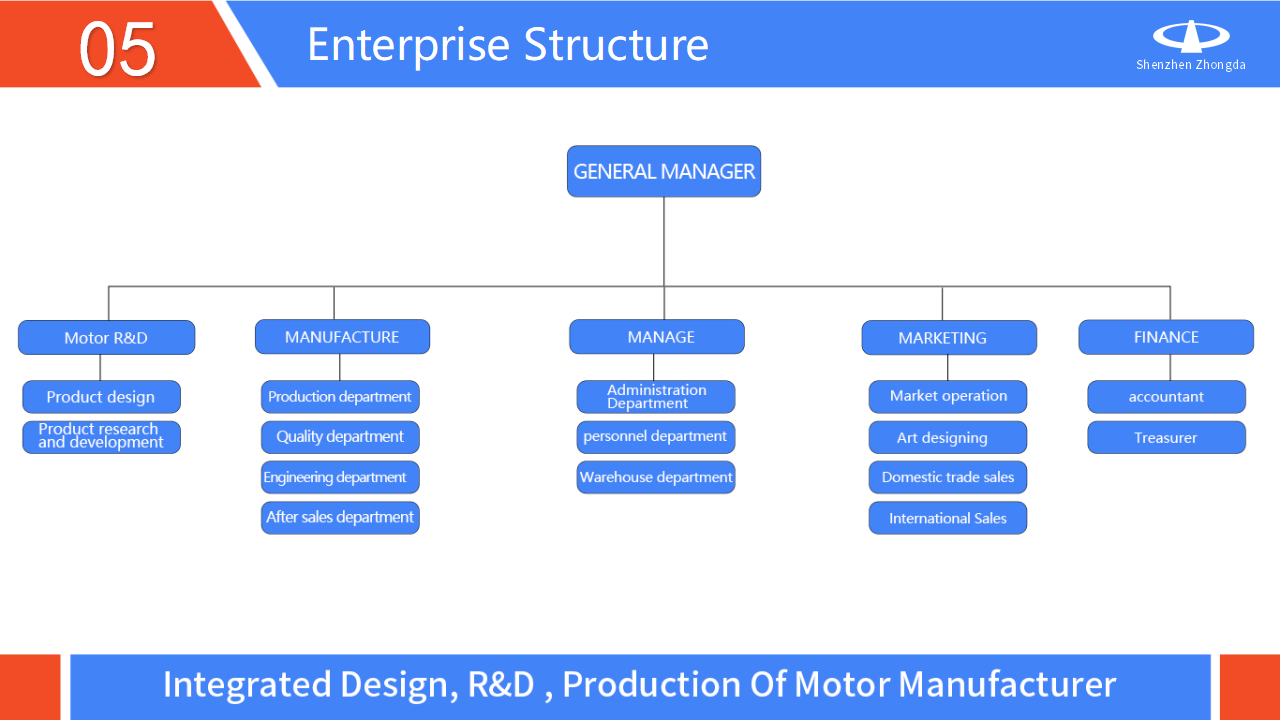 05
Enterprise Structure
Shenzhen Zhongda
GENERAL MANAGER
Motor R&D
Product design
Product research
and development
MANUFACTURE
Production department
Quality department
Engineering department
After sales department
MANAGE
Administration
Department
personnel department
Warehouse department
MARKETING
Market operation
Art designing
Domestic trade sales
International Sales
FINANCE
accountant
Treasurer
Integrated Design, R&D , Production Of Motor Manufacturer